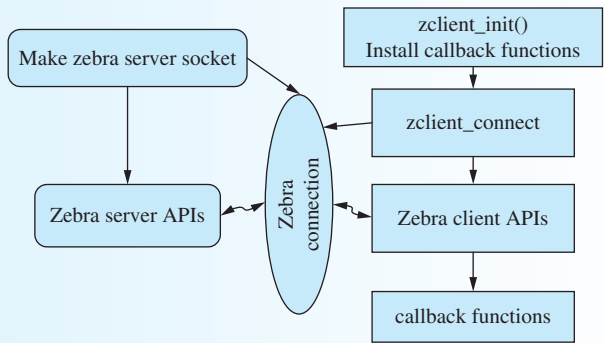 zclient_init()
Install callback functions
Make zebra server socket
zclient_connect
Zebra
connection
Zebra server APIs
Zebra client APIs
callback functions